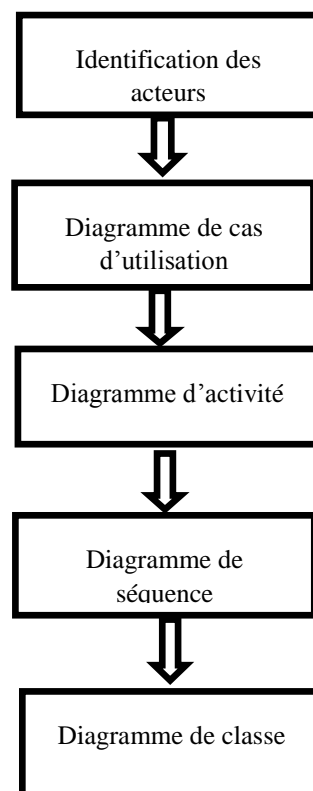 Identification des
acteurs
Diagramme de cas
d’utilisation
Diagramme d’activité
Diagramme de
séquence
Diagramme de classe